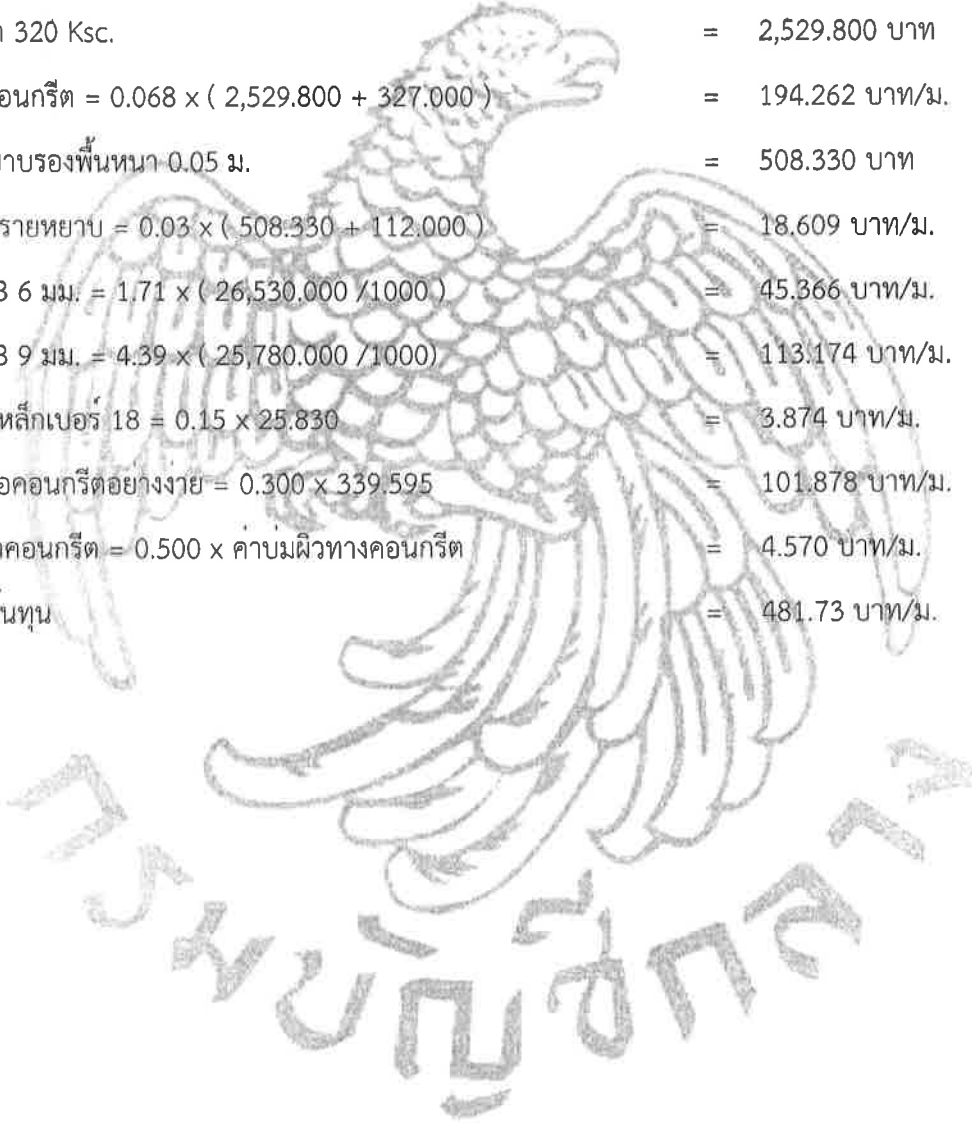 320 Ksc. = 2,529.800 บาท
อนกรีต = 0.068 x ( 2,529.800 + 327.000 ) = 194.262 บาท/ม.
ยาบรองพื้นหนา 0.05 ม. = 508.330 บาท
รายหยาบ = 0.03 x ( 508.330 + 112.000 ) = 18.609 บาท/ม.
6 มม. = 1.71 x ( 26,530.000 /1000 ) = 45.366 บาท/ม.
9 มม. = 4.39 x ( 25,780.000 /1000) = 113.174 บาท/ม.
หล็กเบอร์ 18 = 0.15 x 25.830 = 3.874 บาท/ม.
อคอนกรีตอย่างง่าย = 0.300 x 339.595 = 101.878 บาท/ม.
คอนกรีต = 0.500 x ค่าบ่มผิวทางคอนกรีต = 4.570 บาท/ม.
นทุน = 481.73 บาท/ม.
กรมบัญชีกลาง